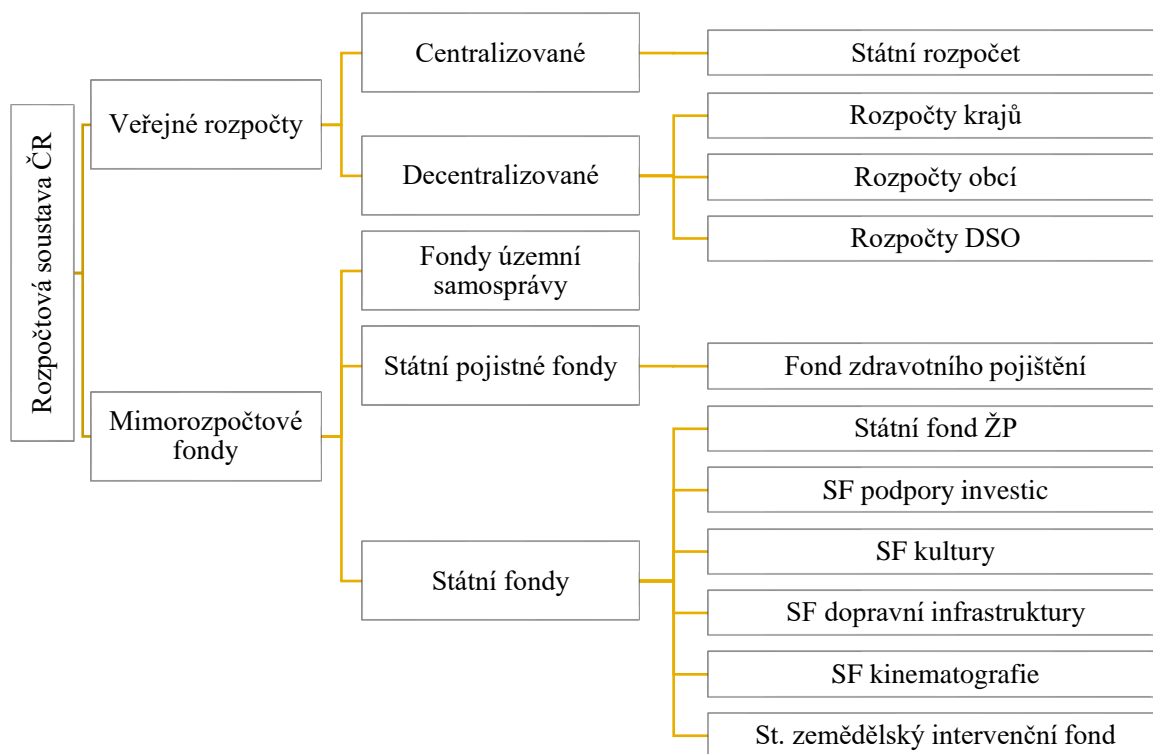 Rozpočtová soustava ČR
Veřejné rozpočty
Centralizované
Státní rozpočet
Decentralizované
Rozpočty krajů
Rozpočty obcí
Rozpočty DSO
Mimorozpočtové
fondy
Fondy územní
samosprávy
Státní pojistné fondy
Fond zdravotního pojištění
Státní fondy
Státní fond ŽP
SF podpory investic
SF kultury
SF dopravní infrastruktury
SF kinematografie
St. zemědělský intervenční fond